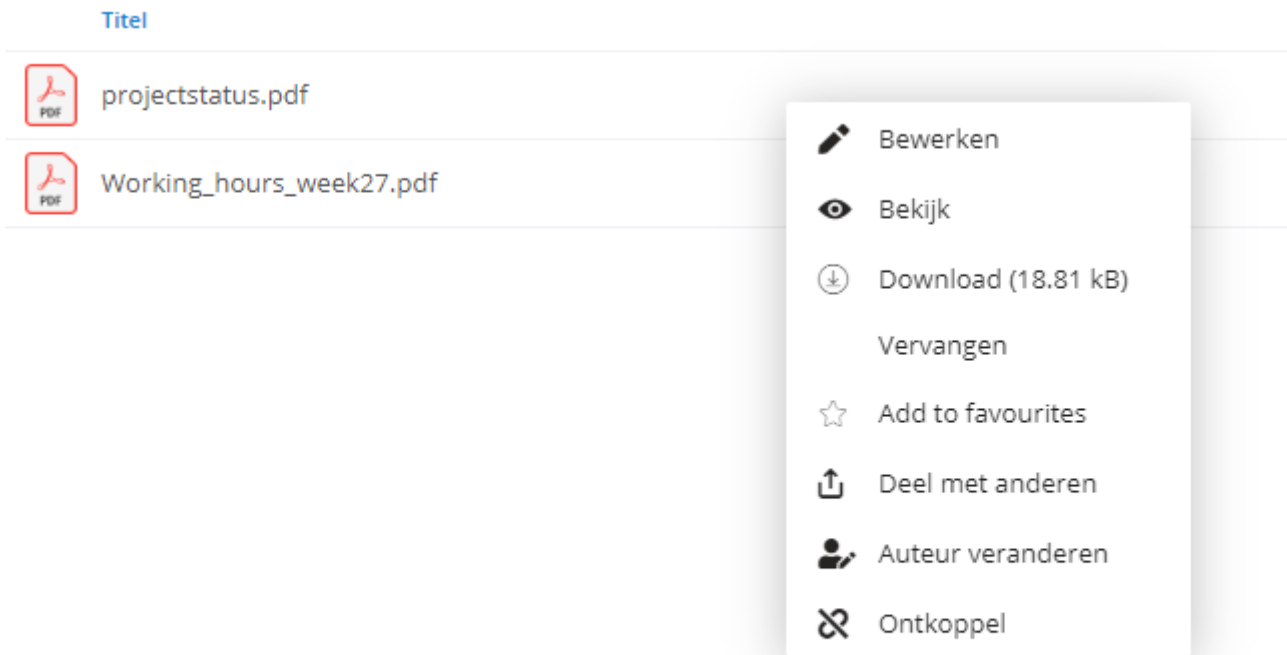 Titel
PDF
projectstatus.pdf
PDF
Working_hours_week27.pdf
Bewerken
Bekijk
Download (18.81 kB)
Vervangen
Add to favourites
Deel met anderen
Auteur veranderen
Ontkoppel